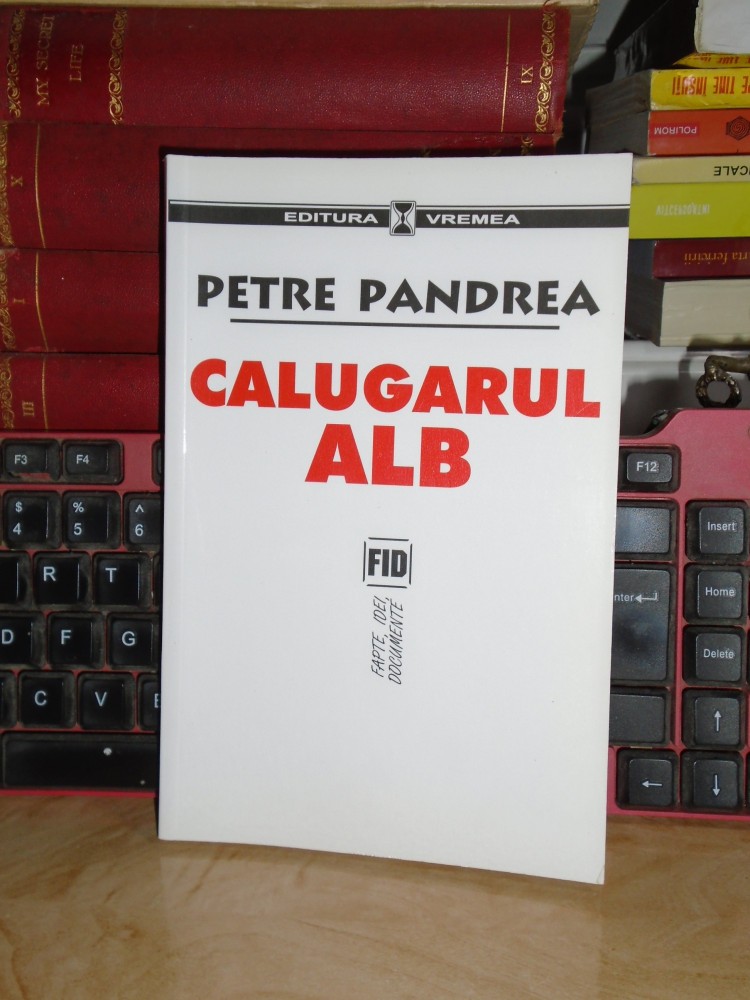 MY SECRET
LIFE
IX
X
I
III
EDITURA VREMEA
PETRE PANDREA
CALUGARUL
ALB
FID
FAPTE, IDEI,
DOCUMENTE
POLIROM
F3
F4
$
4
%
5
^
6
R
T
D
F
G
C
V
F12
Insert
Home
Delete